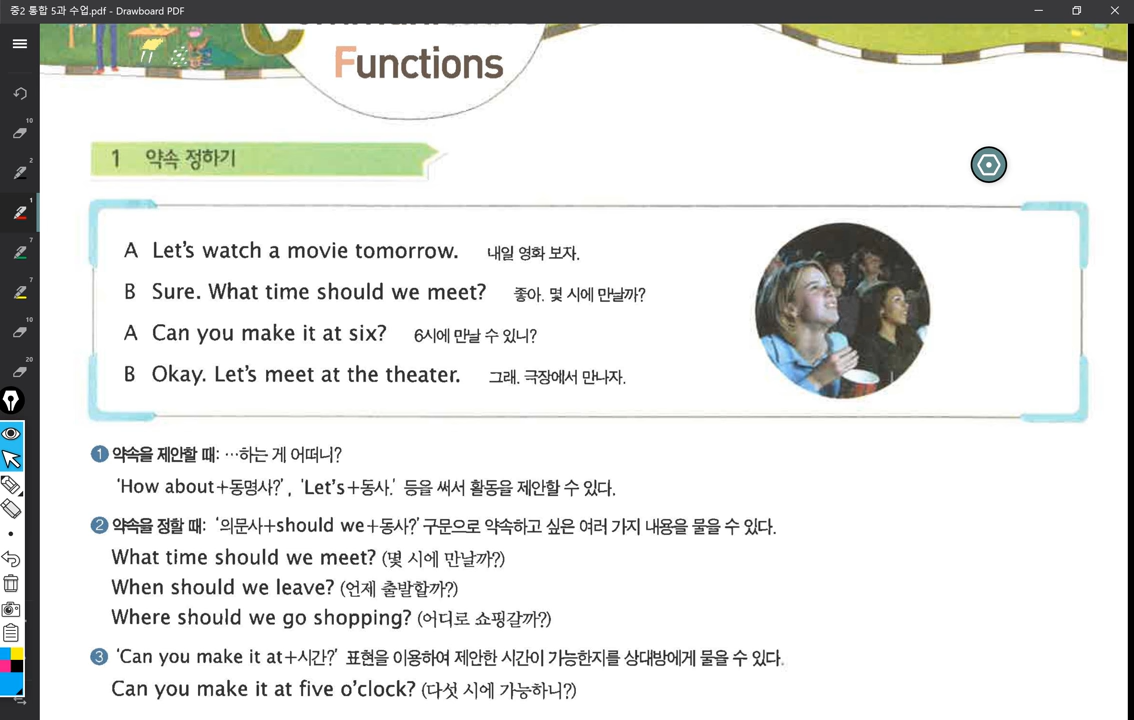 중2 통합 5과 수업.pdf - Drawboard PDF
Functions
10
2
1
7
7
10
20
1 약속 정하기
A Let's watch a movie tomorrow. 내일 영화 보자.
B Sure. What time should we meet? 좋아. 몇 시에 만날까?
A Can you make it at six? 6시에 만날 수 있니?
B Okay. Let's meet at the theater. 그래. 극장에서 만나자.
1 약속을 제안할 때: …하는 게 어떠니?
'How about+동명사?', 'Let's+동사.' 등을 써서 활동을 제안할 수 있다.
2 약속을 정할 때: '의문사+should we+동사?' 구문으로 약속하고 싶은 여러 가지 내용을 물을 수 있다.
What time should we meet? (몇 시에 만날까?)
When should we leave? (언제 출발할까?)
Where should we go shopping? (어디로 쇼핑갈까?)
3 'Can you make it at+시간?' 표현을 이용하여 제안한 시간이 가능한지를 상대방에게 물을 수 있다.
Can you make it at five o'clock? (다섯 시에 가능하니?)